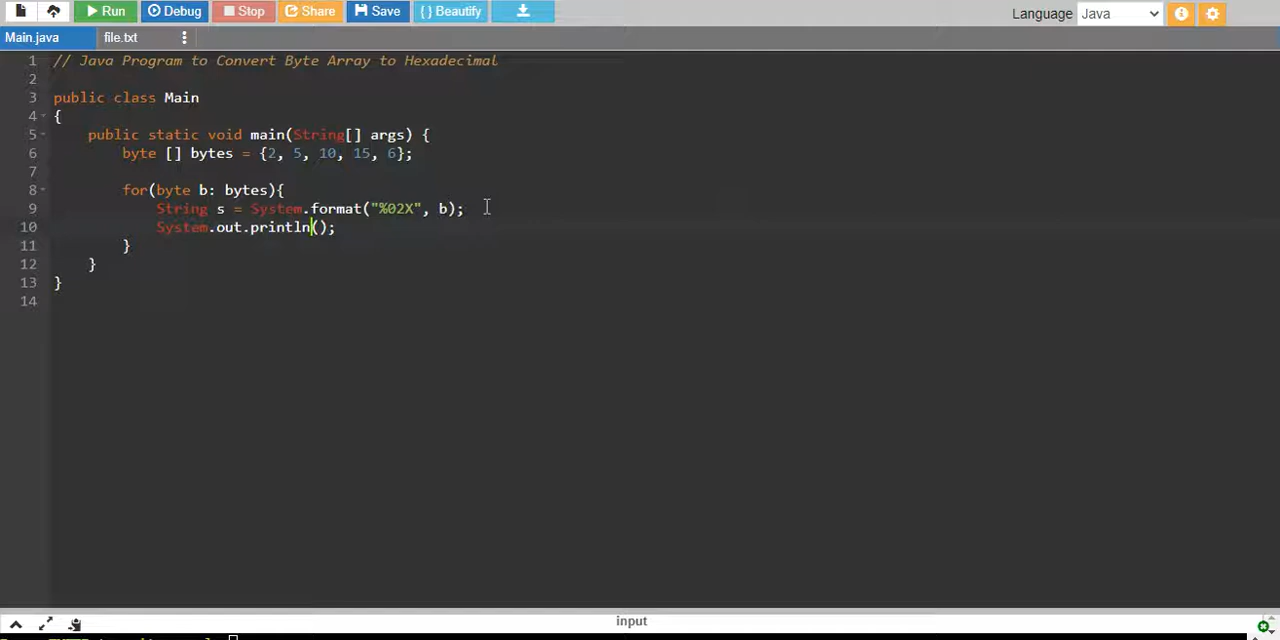 Run Debug Stop Share Save { } Beautify Language Java
Main.java file.txt
1 // Java Program to Convert Byte Array to Hexadecimal
2
3 public class Main
4 {
5 public static void main(String[] args) {
6 byte [] bytes = {2, 5, 10, 15, 6};
7
8 for(byte b: bytes){
9 String s = System.format("%02X", b);
10 System.out.println();
11 }
12 }
13 }
14
input